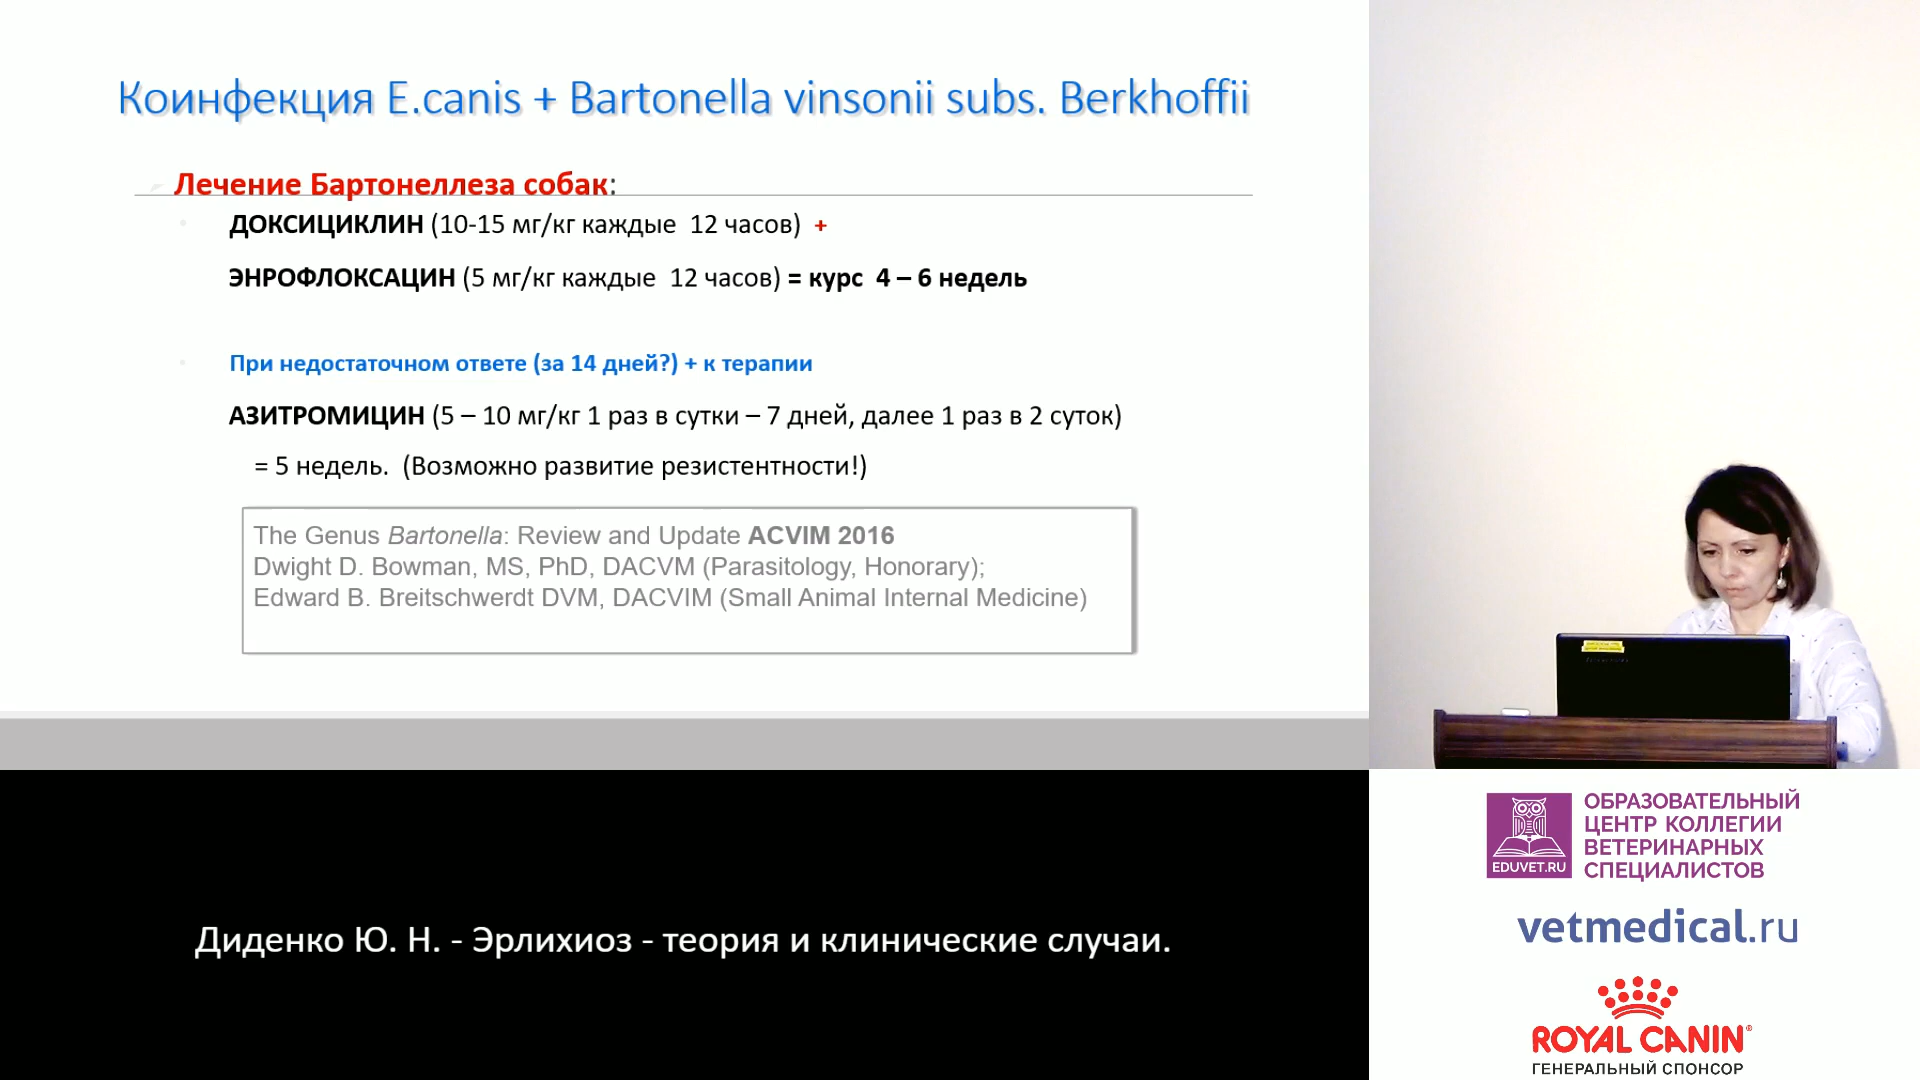 Коинфекция E.canis + Bartonella vinsonii subs. Berkhoffii
Лечение Бартонеллеза собак:
ДОКСИЦИКЛИН (10-15 мг/кг каждые 12 часов) +
ЭНРОФЛОКСАЦИН (5 мг/кг каждые 12 часов) = курс 4 – 6 недель
При недостаточном ответе (за 14 дней?) + к терапии
АЗИТРОМИЦИН (5 – 10 мг/кг 1 раз в сутки – 7 дней, далее 1 раз в 2 суток)
= 5 недель. (Возможно развитие резистентности!)
The Genus Bartonella: Review and Update ACVIM 2016
Dwight D. Bowman, MS, PhD, DACVM (Parasitology, Honorary);
Edward B. Breitschwerdt DVM, DACVIM (Small Animal Internal Medicine)
Диденко Ю. Н. - Эрлихиоз - теория и клинические случаи.
EDUVET.RU
ОБРАЗОВАТЕЛЬНЫЙ
ЦЕНТР КОЛЛЕГИИ
ВЕТЕРИНАРНЫХ
СПЕЦИАЛИСТОВ
vetmedical.ru
ROYAL CANIN®
ГЕНЕРАЛЬНЫЙ СПОНСОР